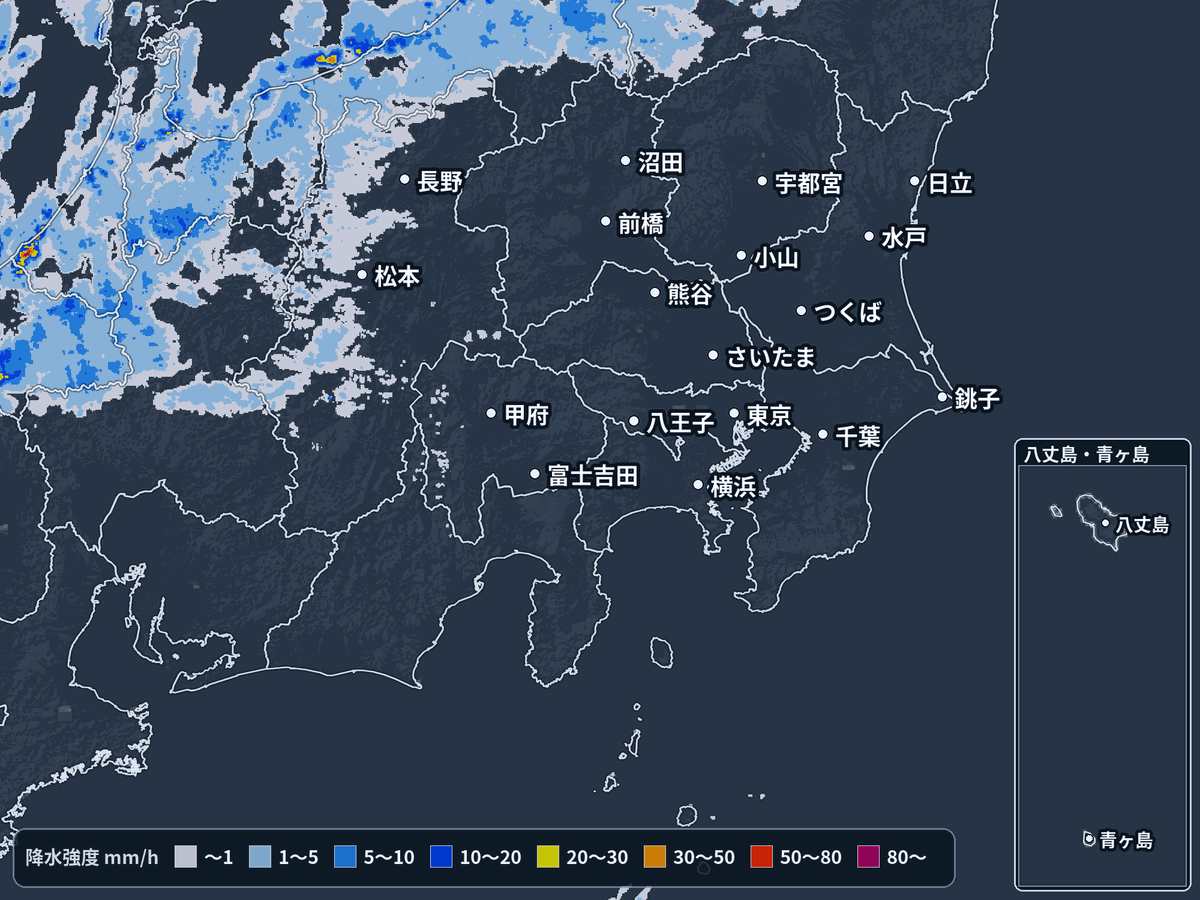 沼田
長野
宇都宮
日立
前橋
水戸
小山
松本
熊谷
つくば
さいたま
銚子
甲府
八王子
東京
千葉
富士吉田
横浜
八丈島・青ヶ島
八丈島
青ヶ島
降水強度 mm/h ～1 1～5 5～10 10～20 20～30 30～50 50～80 80～